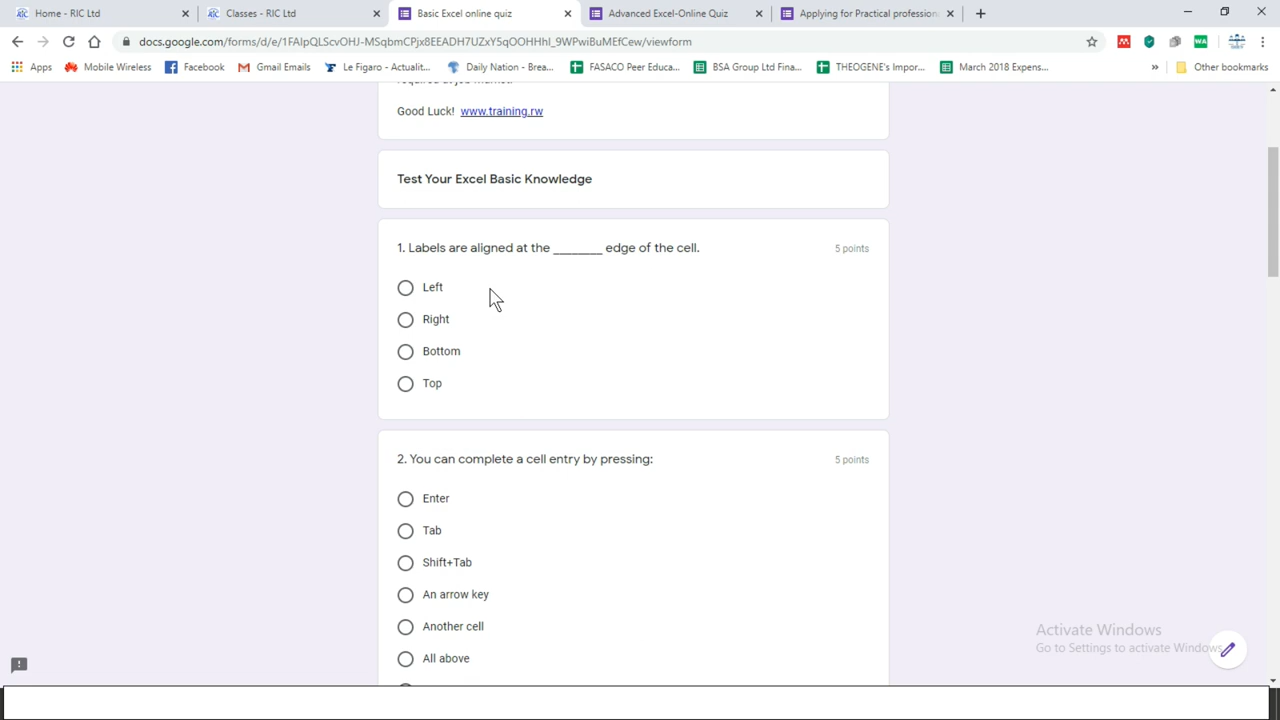 Home - RIC Ltd
Classes - RIC Ltd
Basic Excel online quiz
Advanced Excel-Online Quiz
Applying for Practical profession
docs.google.com/forms/d/e/1FAIpQLScvOHJ-MSqbmCPjx8EEADH7UZxY5qOOHHhI_9WPwiBuMEfCew/viewform
Apps
Mobile Wireless
Facebook
Gmail Emails
Le Figaro - Actualit...
Daily Nation - Brea...
FASACO Peer Educa...
BSA Group Ltd Fina...
THEOGENE's Impor...
March 2018 Expens...
»
Other bookmarks
Good Luck! www.training.rw
Test Your Excel Basic Knowledge
1. Labels are aligned at the ________ edge of the cell.
5 points
Left
Right
Bottom
Top
2. You can complete a cell entry by pressing:
5 points
Enter
Tab
Shift+Tab
An arrow key
Another cell
All above
Activate Windows
Go to Settings to activate Windows